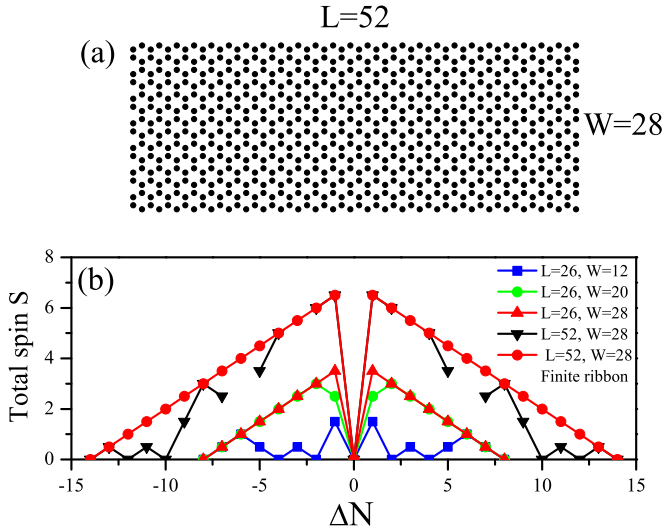 L=52
(a)
W=28
(b)
Total spin S
8
6
4
2
0
L=26, W=12
L=26, W=20
L=26, W=28
L=52, W=28
L=52, W=28
Finite ribbon
-15 -10 -5 0 5 10 15
ΔN